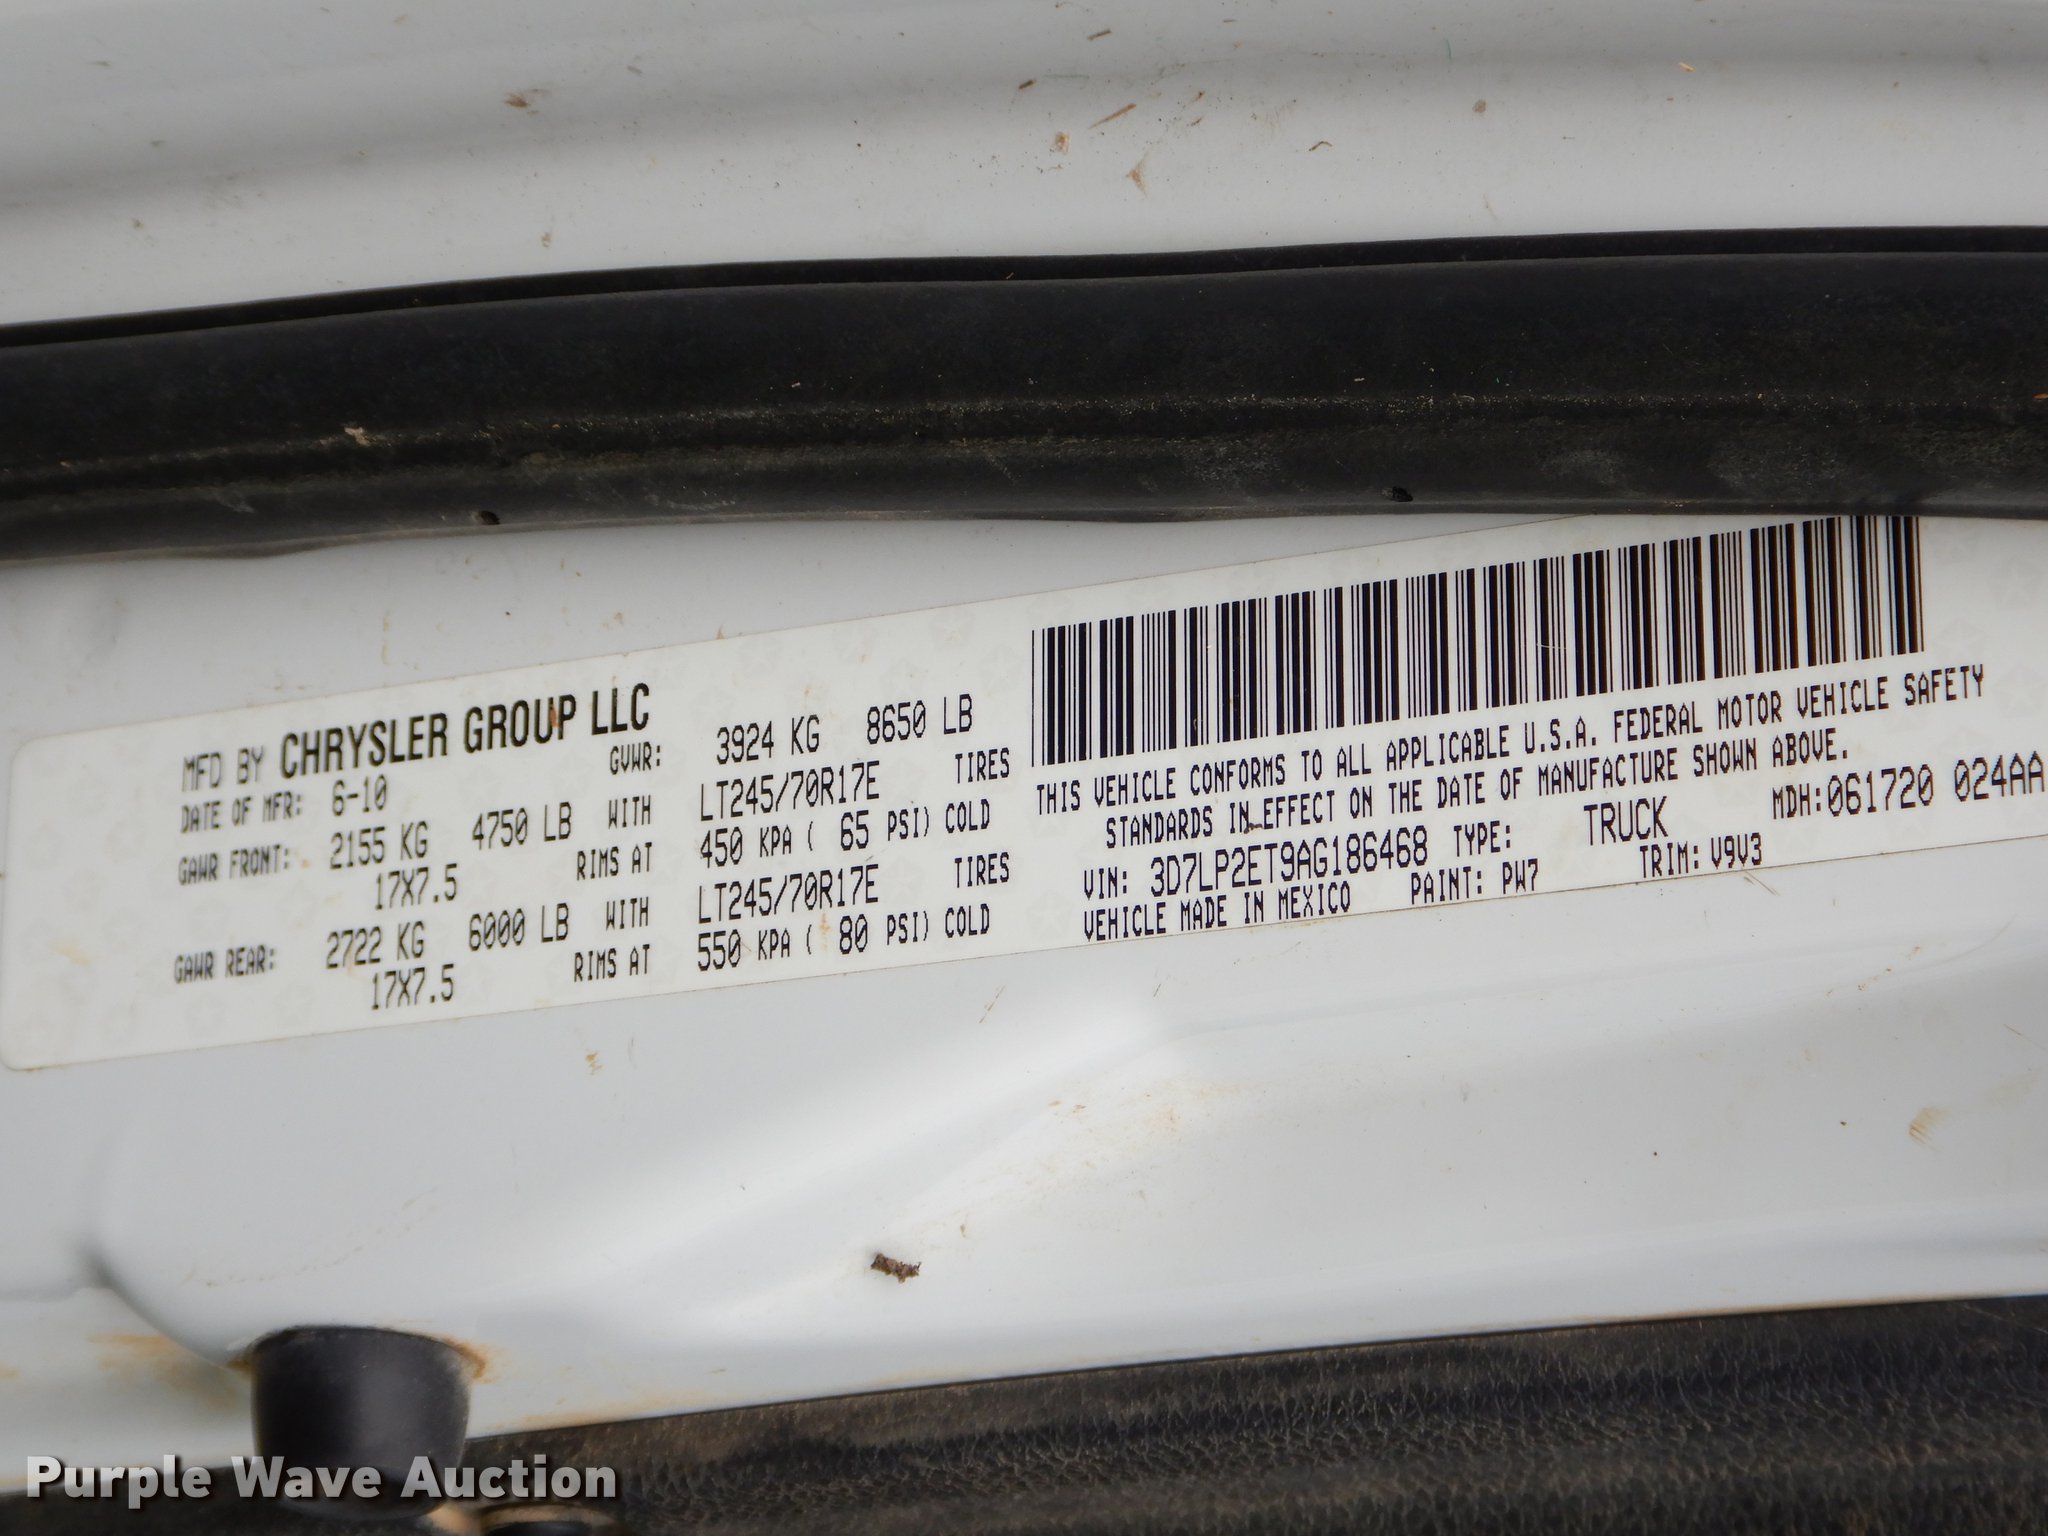 MFD BY CHRYSLER GROUP LLC
DATE OF MFR: 6-10 GVWR: 3924 KG 8650 LB
GAWR FRONT: 2155 KG 4750 LB WITH LT245/70R17E TIRES
17X7.5 RIMS AT 450 KPA ( 65 PSI) COLD
GAWR REAR: 2722 KG 6000 LB WITH LT245/70R17E TIRES
17X7.5 RIMS AT 550 KPA ( 80 PSI) COLD
THIS VEHICLE CONFORMS TO ALL APPLICABLE U.S.A. FEDERAL MOTOR VEHICLE SAFETY
STANDARDS IN EFFECT ON THE DATE OF MANUFACTURE SHOWN ABOVE.
VIN: 3D7LP2ET9AG186468 TYPE: TRUCK MDH:061720 024AA
VEHICLE MADE IN MEXICO PAINT: PW7 TRIM: V9V3
Purple Wave Auction